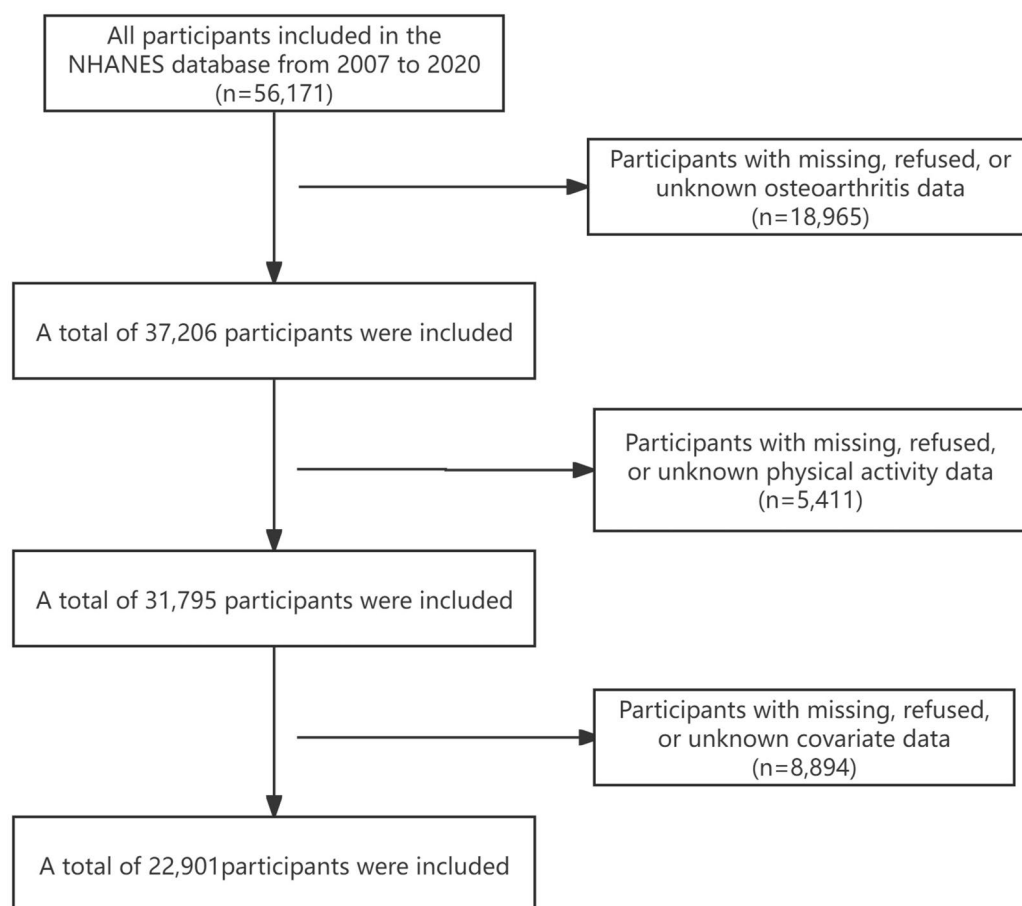 All participants included in the
NHANES database from 2007 to 2020
(n=56,171)
Participants with missing, refused, or
unknown osteoarthritis data
(n=18,965)
A total of 37,206 participants were included
Participants with missing, refused,
or unknown physical activity data
(n=5,411)
A total of 31,795 participants were included
Participants with missing, refused,
or unknown covariate data
(n=8,894)
A total of 22,901participants were included